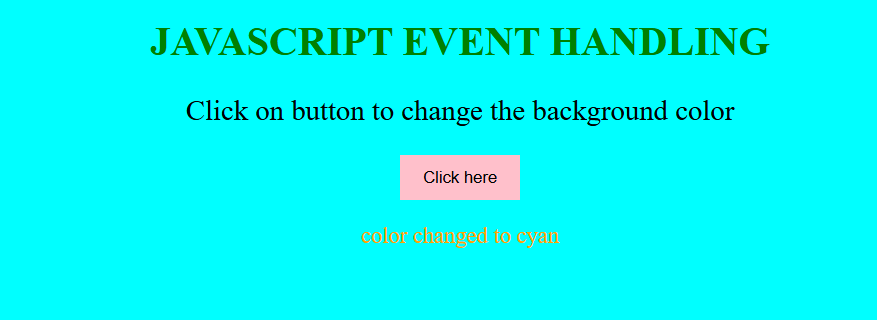 JAVASCRIPT EVENT HANDLING
Click on button to change the background color
Click here
color changed to cyan